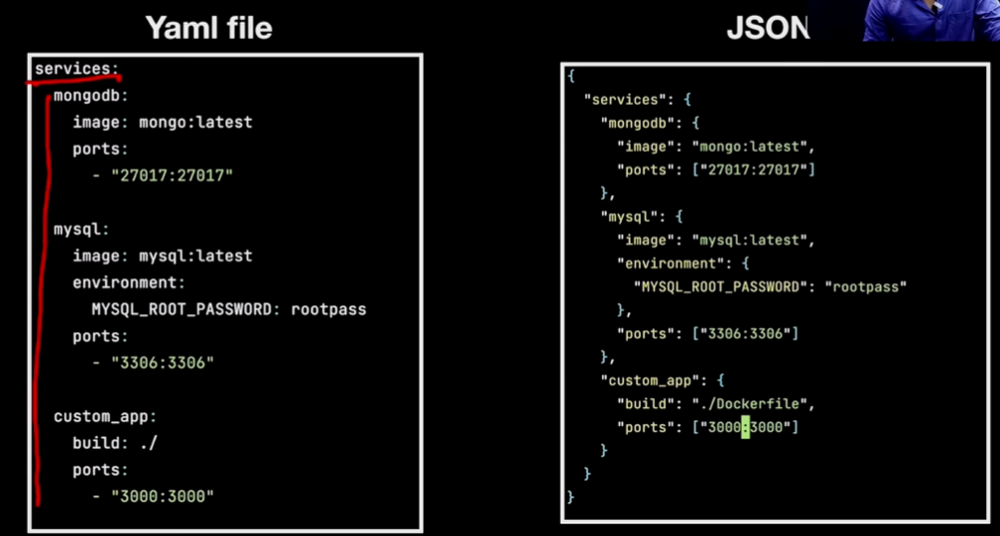 Yaml file
services:
mongodb:
image: mongo:latest
ports:
- "27017:27017"
mysql:
image: mysql:latest
environment:
MYSQL_ROOT_PASSWORD: rootpass
ports:
- "3306:3306"
custom_app:
build: ./
ports:
- "3000:3000"
JSON
{
"services": {
"mongodb": {
"image": "mongo:latest",
"ports": ["27017:27017"]
},
"mysql": {
"image": "mysql:latest",
"environment": {
"MYSQL_ROOT_PASSWORD": "rootpass"
},
"ports": ["3306:3306"]
},
"custom_app": {
"build": "./Dockerfile",
"ports": ["3000:3000"]
}
}
}